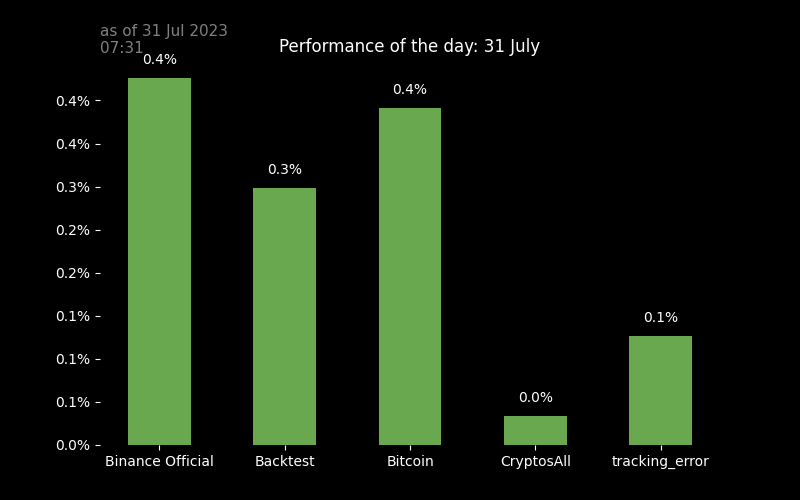 as of 31 Jul 2023
07:31
Performance of the day: 31 July
0.4%
0.4%
0.4%
0.4%
0.3%
0.3%
0.2%
0.2%
0.1%
0.1%
0.1%
0.1%
0.0%
0.0%
Binance Official
Backtest
Bitcoin
CryptosAll
tracking_error